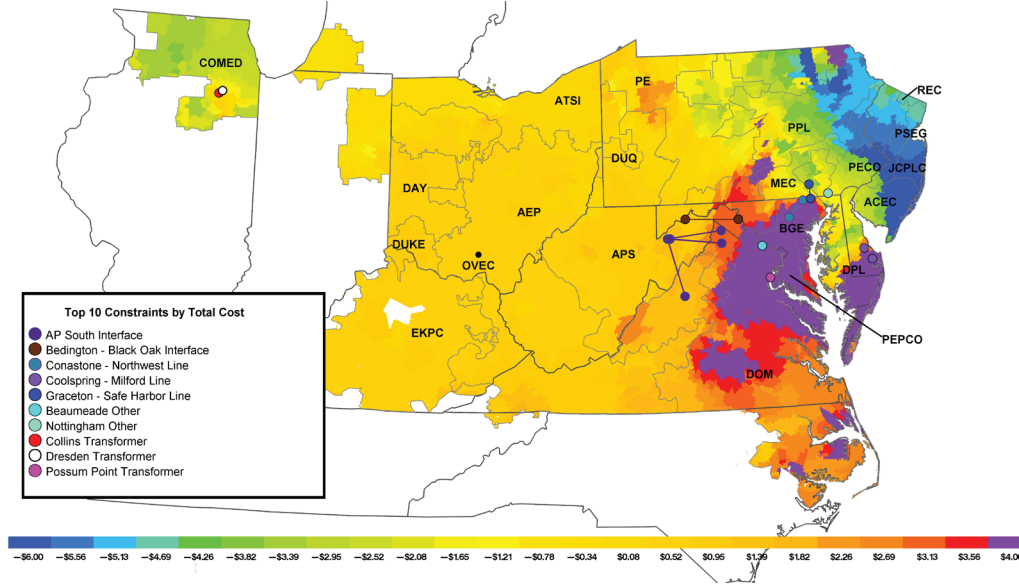 COMED
ATSI
PE
REC
PPL
PSEG
DUQ
PECO
JCPLC
MEC
DAY
ACEC
AEP
BGE
DUKE
APS
OVEC
DPL
EKPC
PEPCO
DOM
Top 10 Constraints by Total Cost
AP South Interface
Bedington - Black Oak Interface
Conastone - Northwest Line
Coolspring - Milford Line
Graceton - Safe Harbor Line
Beaumeade Other
Nottingham Other
Collins Transformer
Dresden Transformer
Possum Point Transformer
—$6.00 —$5.56 —$5.13 —$4.69 —$4.26 —$3.82 —$3.39 —$2.95 —$2.52 —$2.08 —$1.65 —$1.21 —$0.78 —$0.34 $0.08 $0.52 $0.95 $1.39 $1.82 $2.26 $2.69 $3.13 $3.56